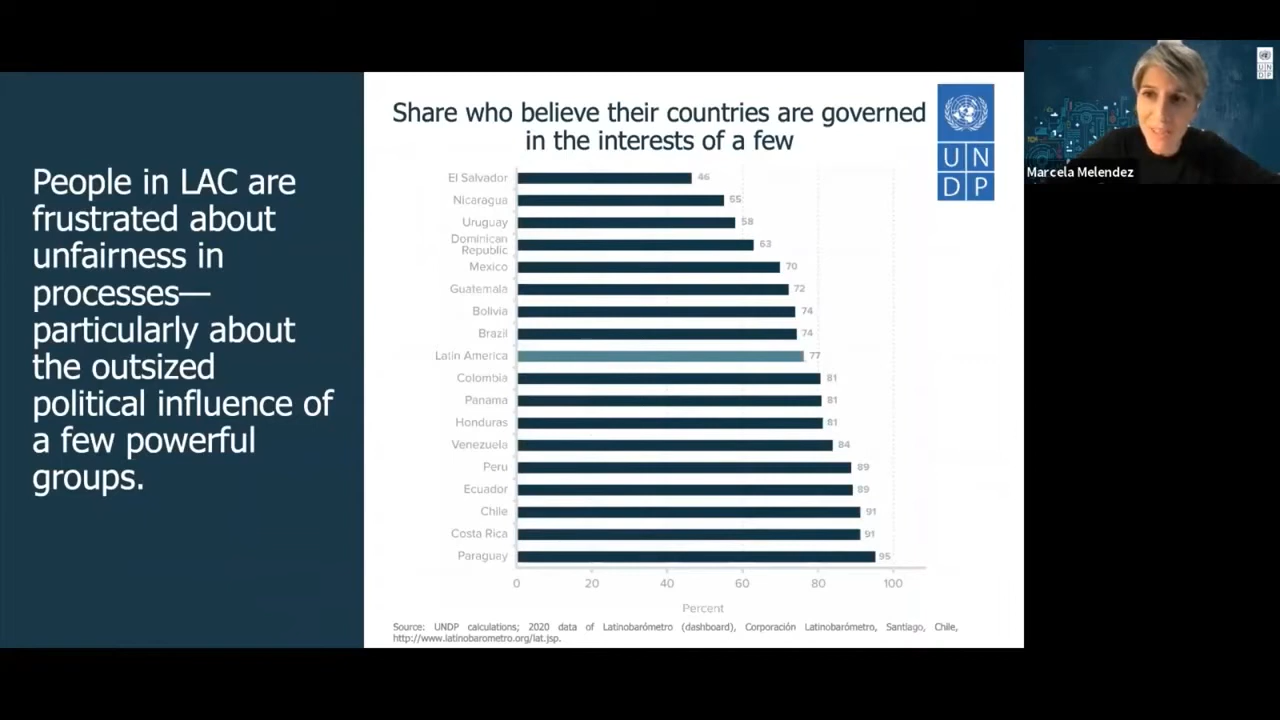 People in LAC are
frustrated about
unfairness in
processes—
particularly about
the outsized
political influence of
a few powerful
groups.
Share who believe their countries are governed
in the interests of a few
El Salvador 46
Nicaragua 55
Uruguay 58
Dominican
Republic 63
Mexico 70
Guatemala 72
Bolivia 74
Brazil 74
Latin America 77
Colombia 81
Panama 81
Honduras 81
Venezuela 84
Peru 89
Ecuador 89
Chile 91
Costa Rica 91
Paraguay 95
0 20 40 60 80 100
Percent
Source: UNDP calculations; 2020 data of Latinobarómetro (dashboard), Corporación Latinobarómetro, Santiago, Chile,
http://www.latinobarometro.org/lat.jsp.
U N
D P
U N
D P
Marcela Melendez